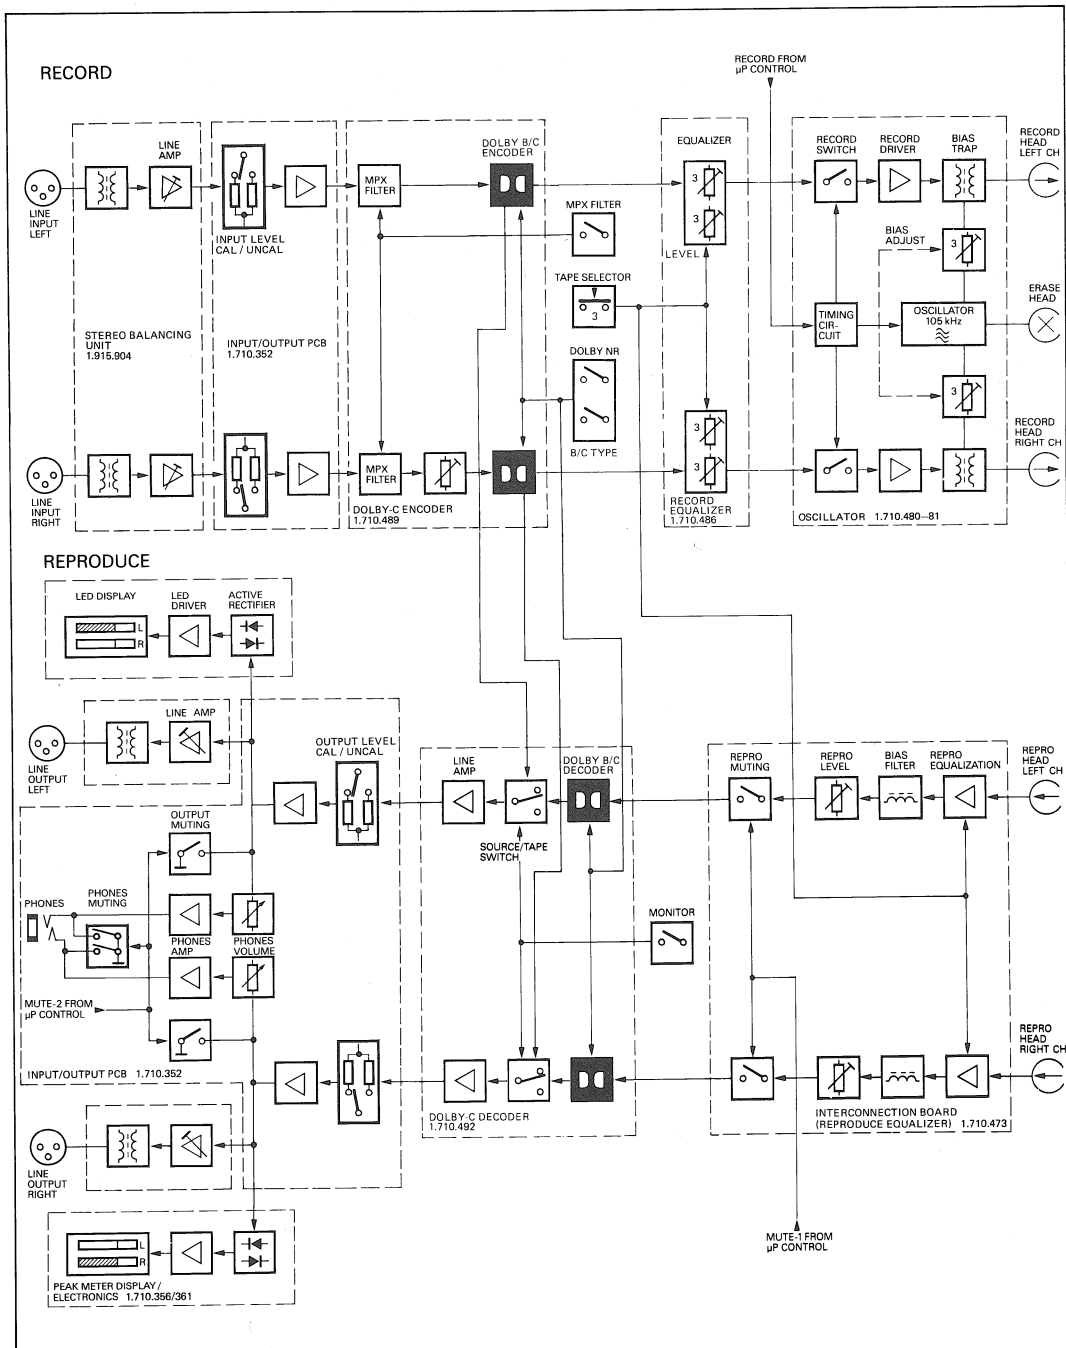 RECORD
RECORD FROM
µP CONTROL
LINE
AMP
DOLBY B/C
ENCODER
EQUALIZER
RECORD
SWITCH
RECORD
DRIVER
BIAS
TRAP
RECORD
HEAD
LEFT CH
LINE
INPUT
LEFT
MPX
FILTER
3
3
MPX FILTER
INPUT LEVEL
CAL / UNCAL
LEVEL
BIAS
ADJUST
3
TAPE SELECTOR
3
ERASE
HEAD
STEREO BALANCING
UNIT
1.915.904
INPUT/OUTPUT PCB
1.710.352
TIMING
CIR-
CUIT
OSCILLATOR
105 kHz
DOLBY NR
B/C TYPE
3
3
3
RECORD
HEAD
RIGHT CH
LINE
INPUT
RIGHT
MPX
FILTER
DOLBY-C ENCODER
1.710.489
RECORD
EQUALIZER
1.710.486
OSCILLATOR 1.710.480–81
REPRODUCE
LED DISPLAY
LED
DRIVER
ACTIVE
RECTIFIER
L
R
LINE AMP
LINE
OUTPUT
LEFT
OUTPUT LEVEL
CAL / UNCAL
LINE
AMP
DOLBY B/C
DECODER
REPRO
MUTING
REPRO
LEVEL
BIAS
FILTER
REPRO
EQUALIZATION
REPRO
HEAD
LEFT CH
OUTPUT
MUTING
SOURCE/TAPE
SWITCH
PHONES
PHONES
MUTING
PHONES
AMP
PHONES
VOLUME
MONITOR
MUTE-2 FROM
µP CONTROL
INPUT/OUTPUT PCB 1.710.352
REPRO
HEAD
RIGHT CH
DOLBY-C DECODER
1.710.492
INTERCONNECTION BOARD
(REPRODUCE EQUALIZER) 1.710.473
LINE
OUTPUT
RIGHT
L
R
MUTE-1 FROM
µP CONTROL
PEAK METER DISPLAY/
ELECTRONICS 1.710.356/361